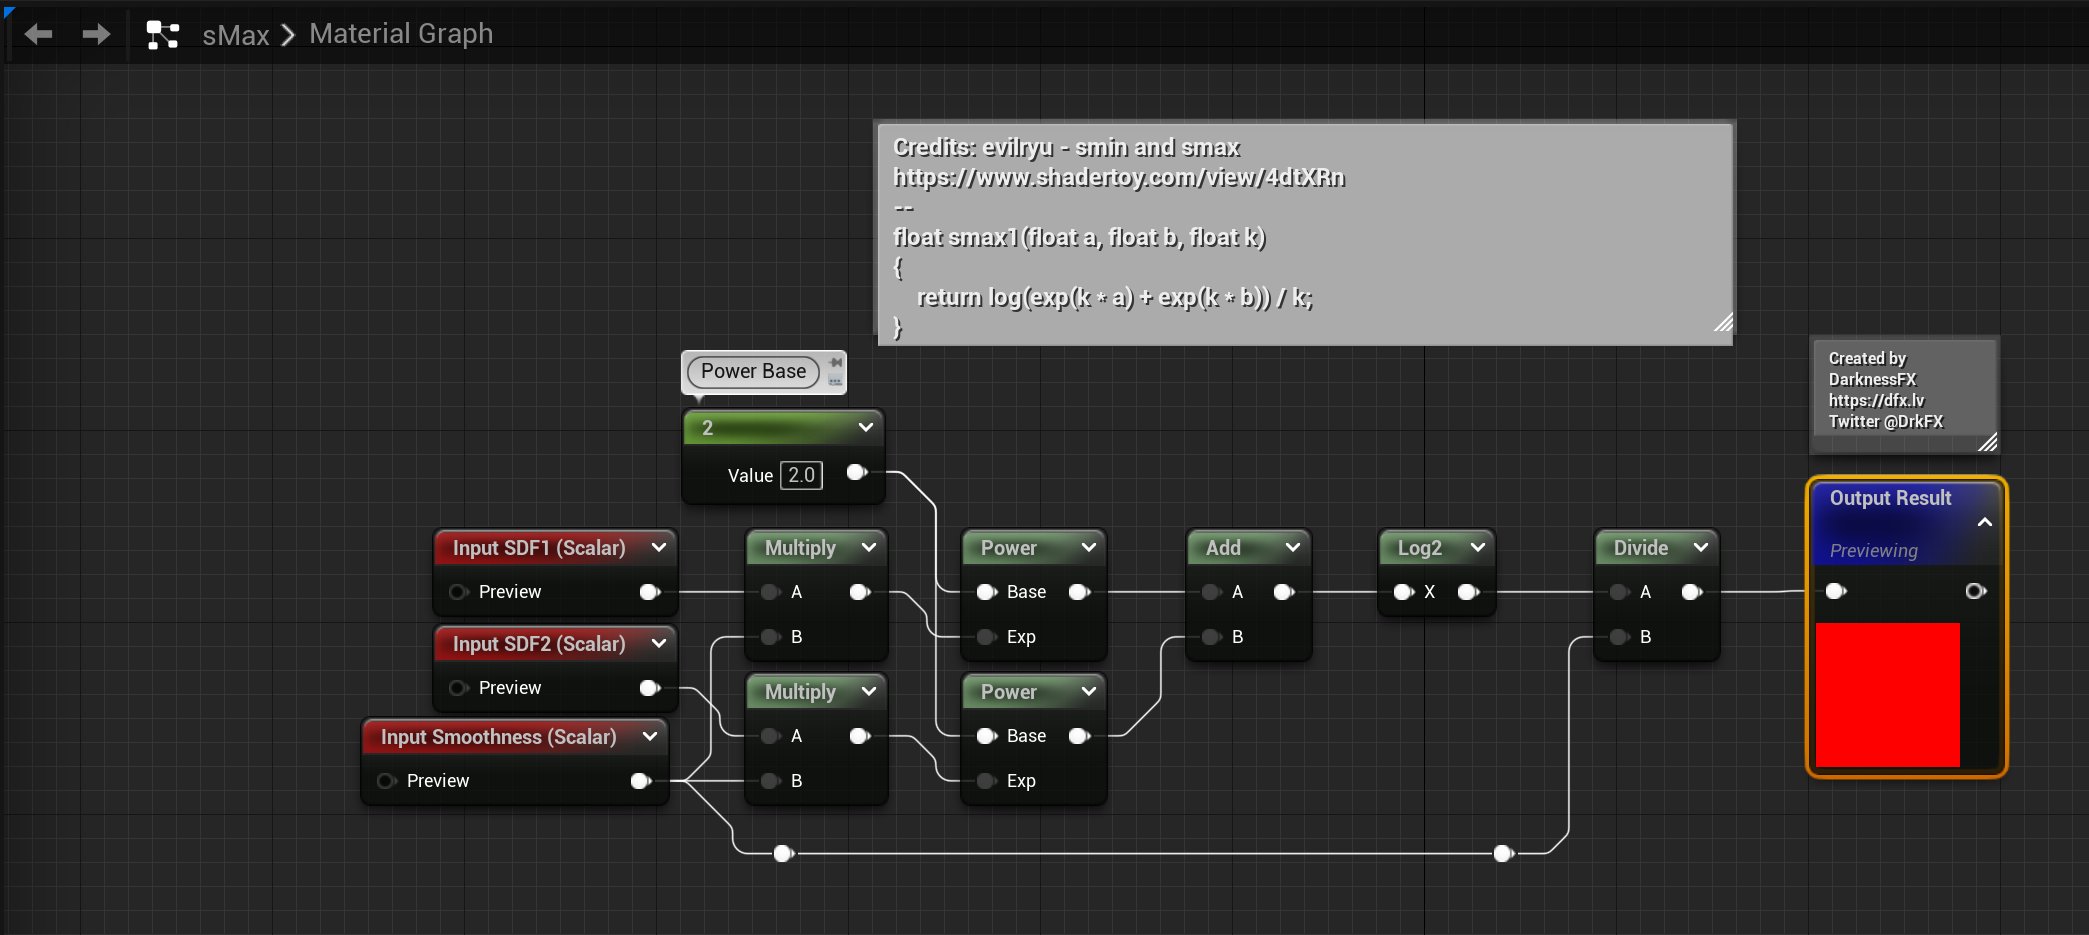 sMax > Material Graph
Credits: evilryu - smin and smax
https://www.shadertoy.com/view/4dtXRn
--
float smax1(float a, float b, float k)
{
return log(exp(k * a) + exp(k * b)) / k;
}
Created by
DarknessFX
https://dfx.lv
Twitter @DrkFX
Power Base
2
Value 2.0
Input SDF1 (Scalar)
Preview
Input SDF2 (Scalar)
Preview
Input Smoothness (Scalar)
Preview
Multiply
A
B
Multiply
A
B
Power
Base
Exp
Power
Base
Exp
Add
A
B
Log2
X
Divide
A
B
Output Result
Previewing